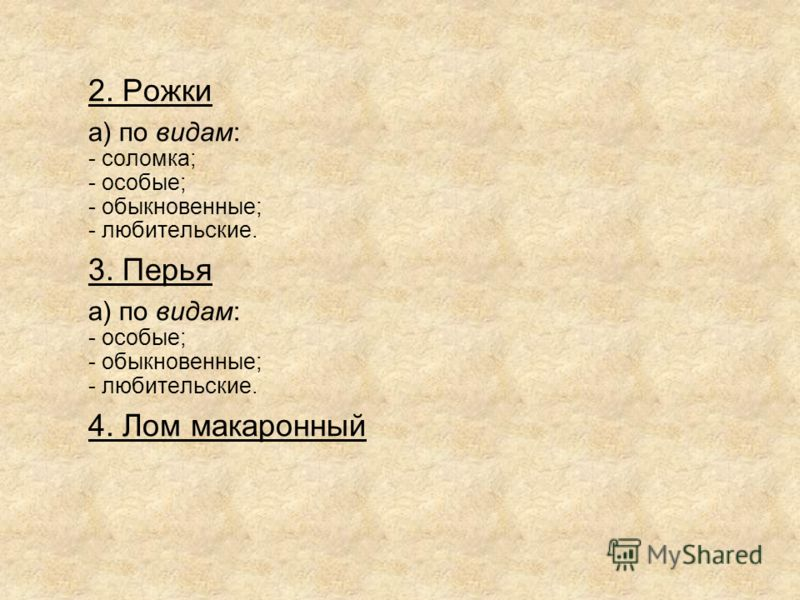 2. Рожки
а) по видам:
- соломка;
- особые;
- обыкновенные;
- любительские.
3. Перья
а) по видам:
- особые;
- обыкновенные;
- любительские.
4. Лом макаронный
MyShared